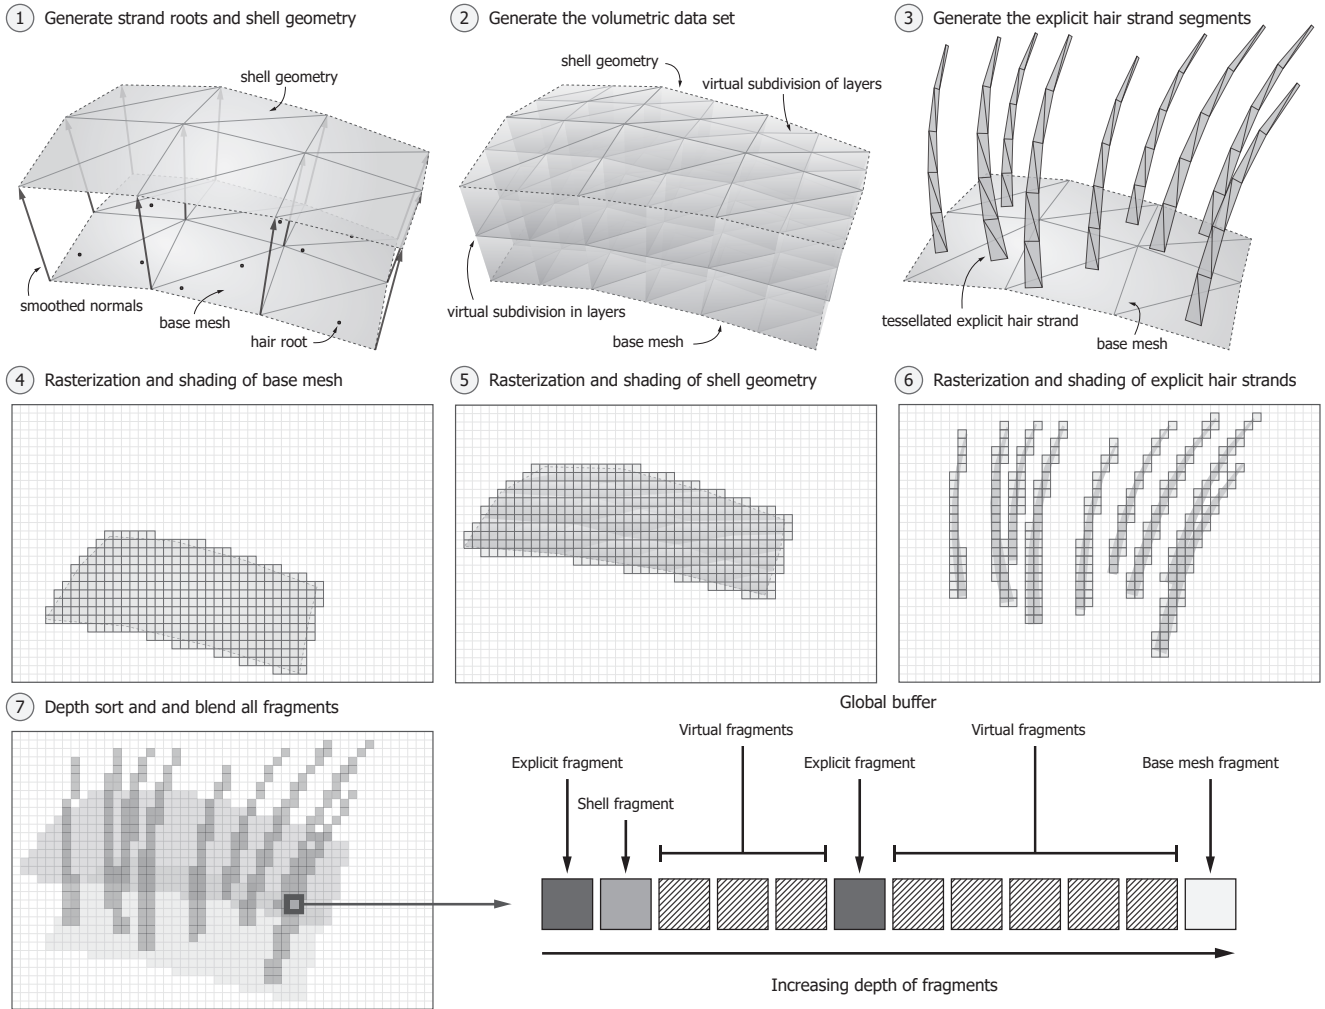 1 Generate strand roots and shell geometry
shell geometry
smoothed normals
base mesh
hair root
2 Generate the volumetric data set
shell geometry
virtual subdivision of layers
virtual subdivision in layers
base mesh
3 Generate the explicit hair strand segments
tessellated explicit hair strand
base mesh
4 Rasterization and shading of base mesh
5 Rasterization and shading of shell geometry
6 Rasterization and shading of explicit hair strands
7 Depth sort and and blend all fragments
Global buffer
Virtual fragments
Virtual fragments
Explicit fragment
Explicit fragment
Base mesh fragment
Shell fragment
Increasing depth of fragments